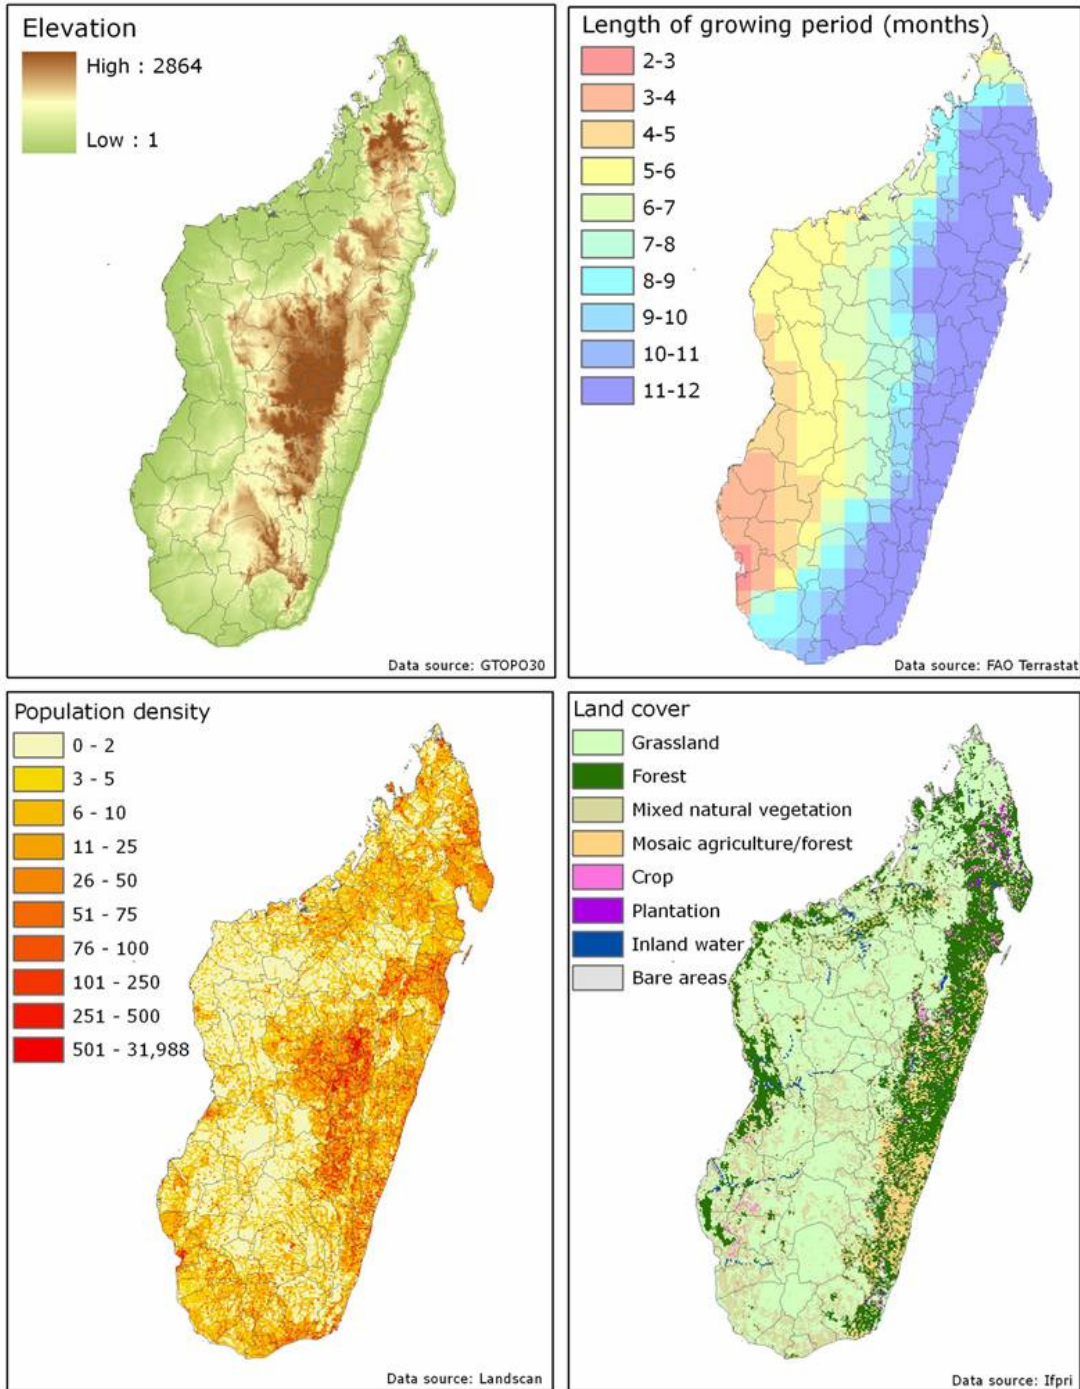 Elevation
High : 2864
Low : 1
Data source: GTOPO30
Length of growing period (months)
2-3
3-4
4-5
5-6
6-7
7-8
8-9
9-10
10-11
11-12
Data source: FAO Terrastat
Population density
0 - 2
3 - 5
6 - 10
11 - 25
26 - 50
51 - 75
76 - 100
101 - 250
251 - 500
501 - 31,988
Data source: Landscan
Land cover
Grassland
Forest
Mixed natural vegetation
Mosaic agriculture/forest
Crop
Plantation
Inland water
Bare areas
Data source: Ifpri